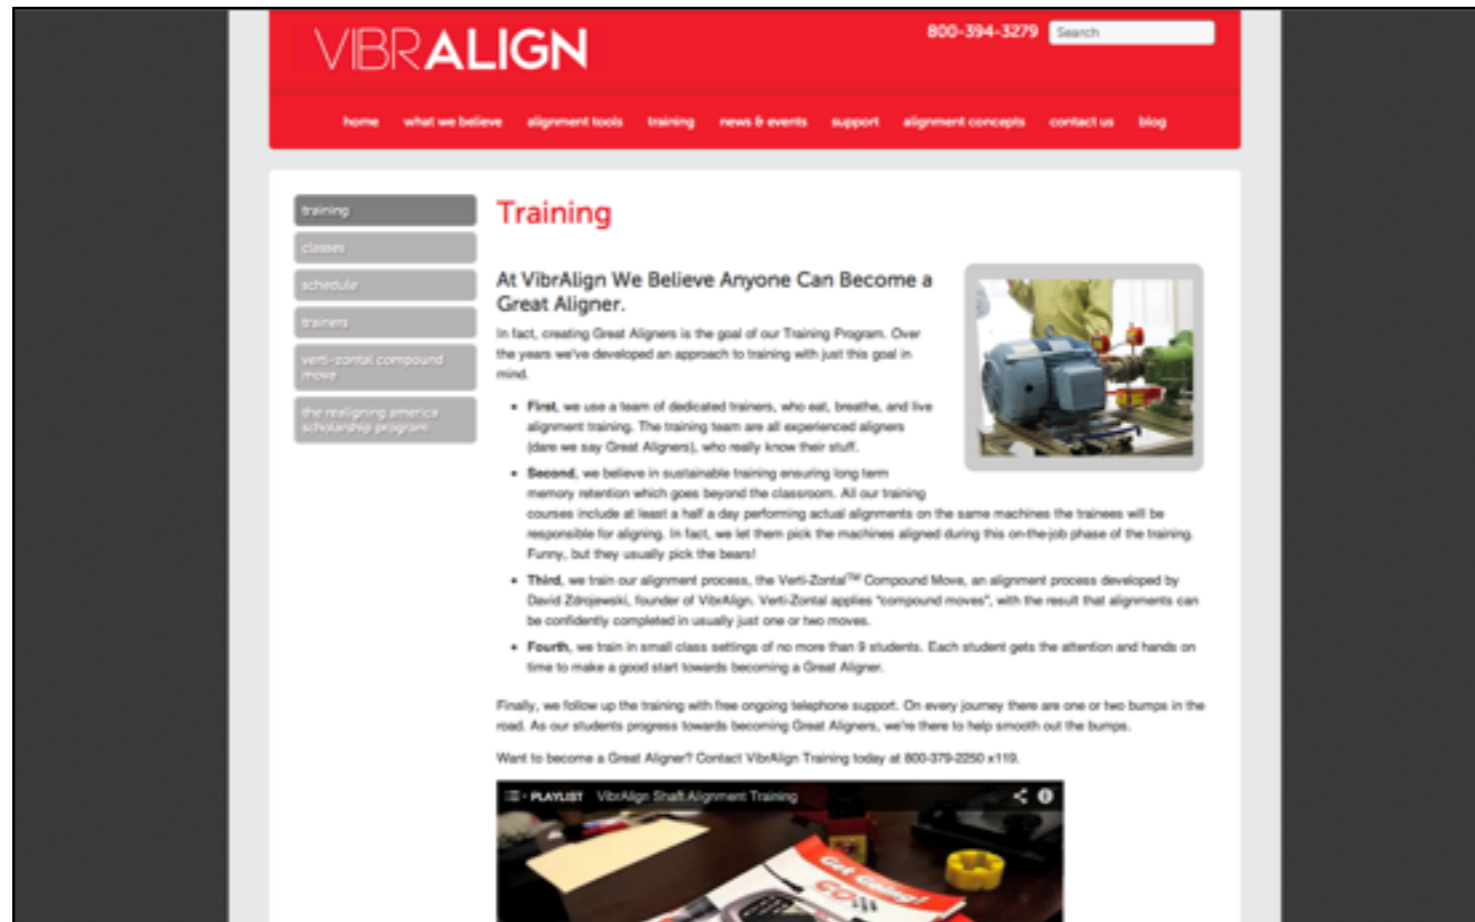 VIBRALIGN
800-394-3279
Search
home what we believe alignment tools training news & events support alignment concepts contact us blog
training
classes
schedule
trainers
verti-zontal compound
move
the realigning america
scholarship program
Training
At VibrAlign We Believe Anyone Can Become a
Great Aligner.
In fact, creating Great Aligners is the goal of our Training Program. Over
the years we've developed an approach to training with just this goal in
mind.
• First, we use a team of dedicated trainers, who eat, breathe, and live
alignment training. The training team are all experienced aligners
(dare we say Great Aligners), who really know their stuff.
• Second, we believe in sustainable training ensuring long term
memory retention which goes beyond the classroom. All our training
courses include at least a half a day performing actual alignments on the same machines the trainees will be
responsible for aligning. In fact, we let them pick the machines aligned during this on-the-job phase of the training.
Funny, but they usually pick the bears!
• Third, we train our alignment process, the Verti-Zontal™ Compound Move, an alignment process developed by
David Zdrojewski, founder of VibrAlign. Verti-Zontal applies "compound moves", with the result that alignments can
be confidently completed in usually just one or two moves.
• Fourth, we train in small class settings of no more than 9 students. Each student gets the attention and hands on
time to make a good start towards becoming a Great Aligner.
Finally, we follow up the training with free ongoing telephone support. On every journey there are one or two bumps in the
road. As our students progress towards becoming Great Aligners, we're there to help smooth out the bumps.
Want to become a Great Aligner? Contact VibrAlign Training today at 800-379-2250 x119.
PLAYLIST VibrAlign Shaft Alignment Training
Get Going!
GO